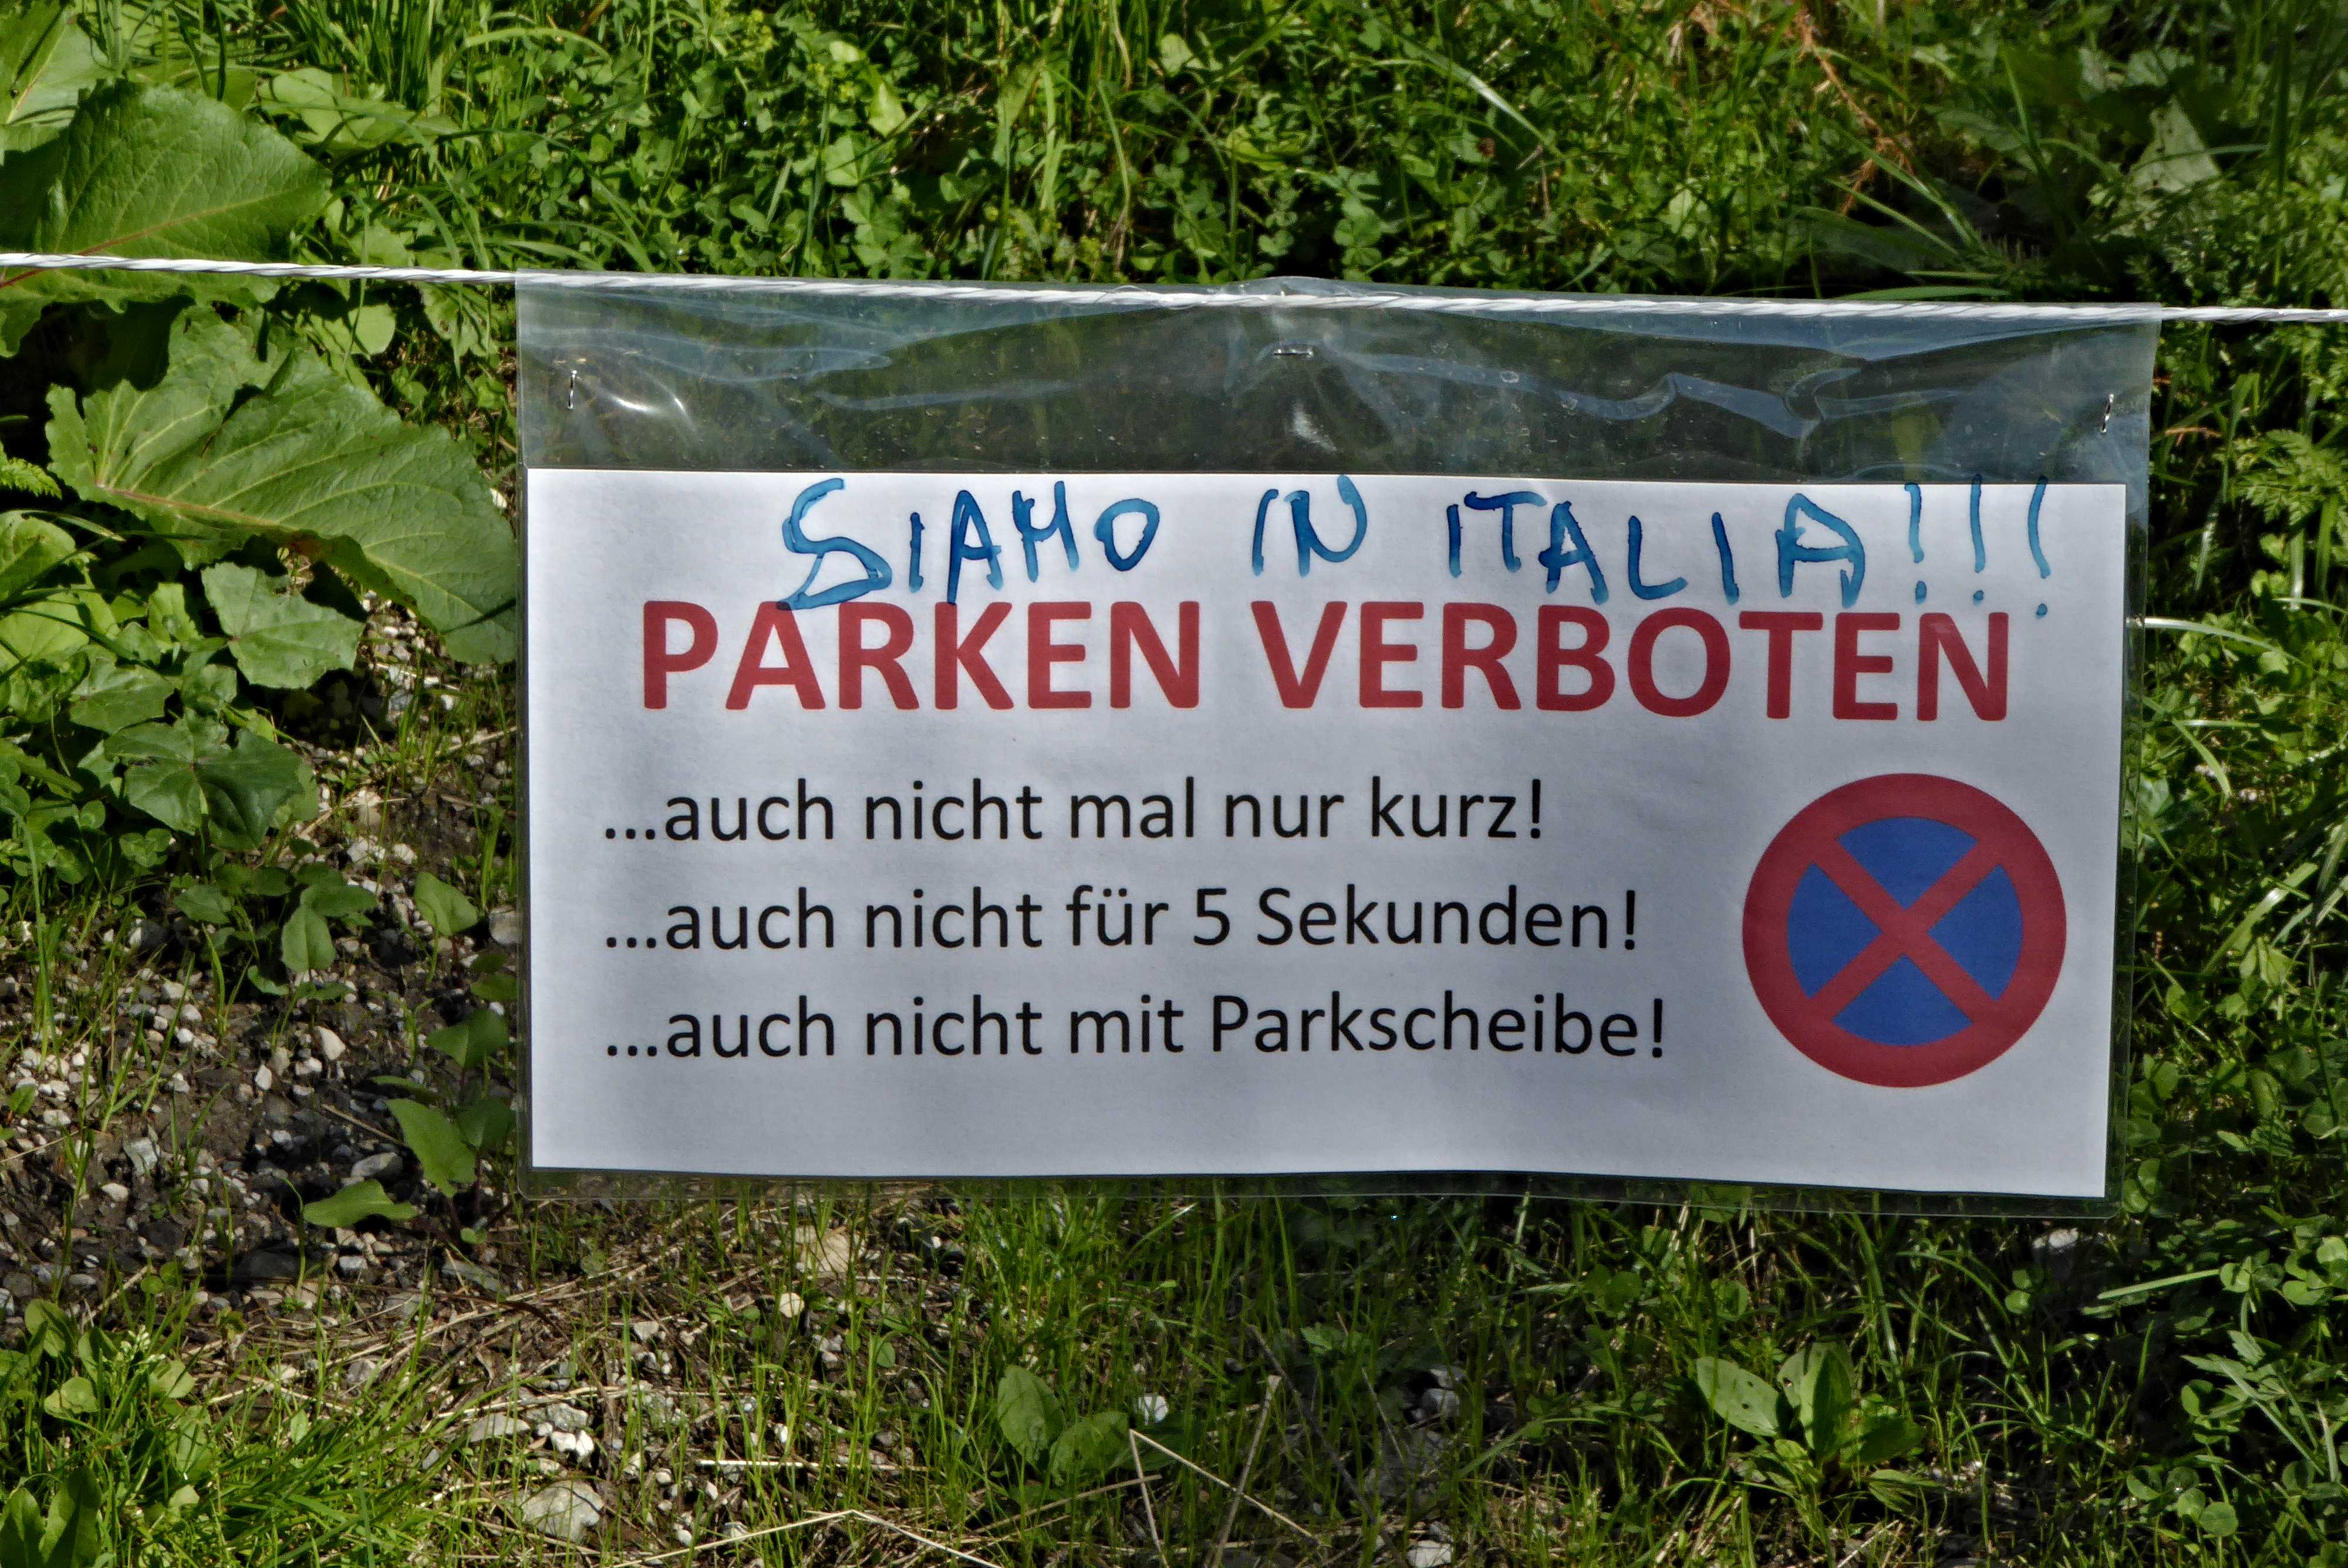 SIAMO IN ITALIA!!!
PARKEN VERBOTEN
...auch nicht mal nur kurz!
...auch nicht für 5 Sekunden!
...auch nicht mit Parkscheibe!